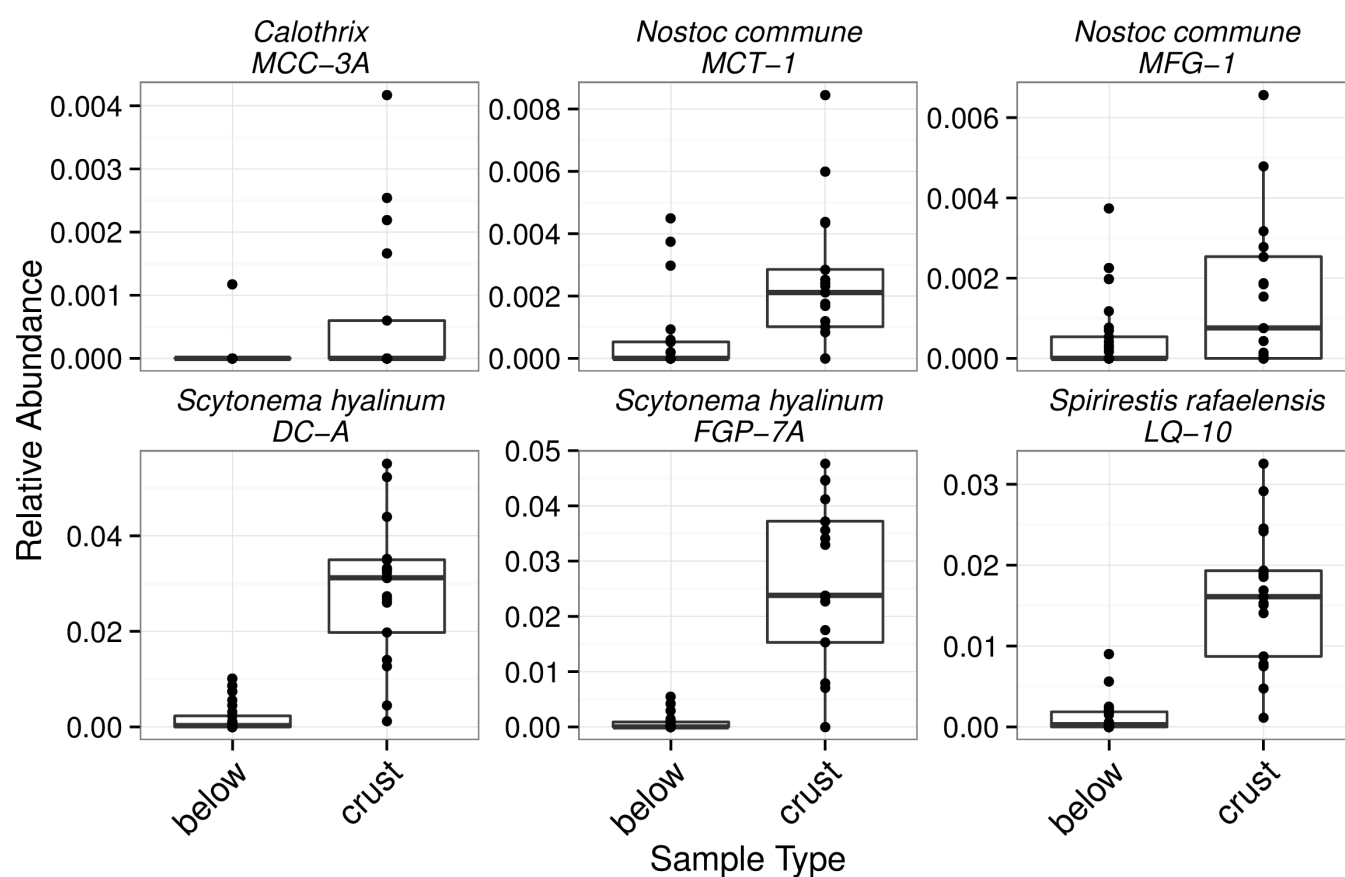 Calothrix
MCC−3A
Nostoc commune
MCT−1
Nostoc commune
MFG−1
0.004
0.003
0.002
0.001
0.000
0.008
0.006
0.004
0.002
0.000
0.006
0.004
0.002
0.000
Relative Abundance
Scytonema hyalinum
DC−A
Scytonema hyalinum
FGP−7A
Spirirestis rafaelensis
LQ−10
0.04
0.02
0.00
0.05
0.04
0.03
0.02
0.01
0.00
0.03
0.02
0.01
0.00
below
crust
below
crust
below
crust
Sample Type